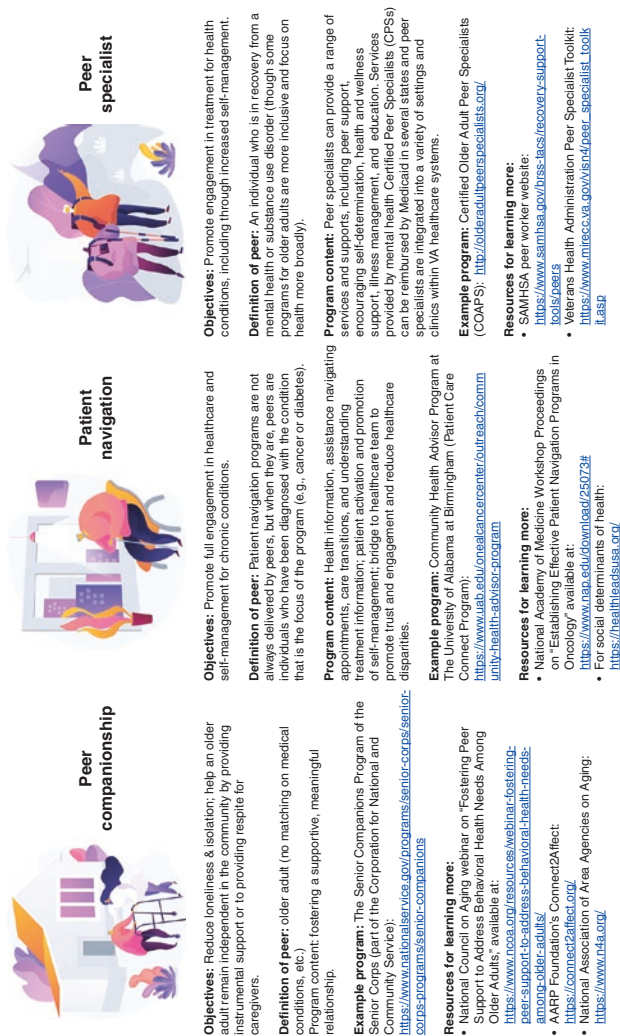 Peer
companionship
Objectives: Reduce loneliness & isolation; help an older
adult remain independent in the community by providing
instrumental support or to providing respite for
caregivers.
Definition of peer: older adult (no matching on medical
conditions, etc.)
Program content: fostering a supportive, meaningful
relationship.
Example program: The Senior Companions Program of the
Senior Corps (part of the Corporation for National and
Community Service):
https://www.nationalservice.gov/programs/senior-corps/senior-
corps-programs/senior-companions
Resources for learning more:
• National Council on Aging webinar on "Fostering Peer
Support to Address Behavioral Health Needs Among
Older Adults," available at:
https://www.ncoa.org/resources/webinar-fostering-
peer-support-to-address-behavioral-health-needs-
among-older-adults/
• AARP Foundation's Connect2Affect:
https://connect2affect.org/
• National Association of Area Agencies on Aging:
https://www.n4a.org/
Patient
navigation
Objectives: Promote full engagement in healthcare and
self-management for chronic conditions.
Definition of peer: Patient navigation programs are not
always delivered by peers, but when they are, peers are
individuals who have been diagnosed with the condition
that is the focus of the program (e.g., cancer or diabetes).
Program content: Health information, assistance navigating
appointments, care transitions, and understanding
treatment information; patient activation and promotion
of self-management; bridge to healthcare team to
promote trust and engagement and reduce healthcare
disparities.
Example program: Community Health Advisor Program at
The University of Alabama at Birmingham (Patient Care
Connect Program):
https://www.uab.edu/onealcancercenter/outreach/comm
unity-health-advisor-program
Resources for learning more:
• National Academy of Medicine Workshop Proceedings
on "Establishing Effective Patient Navigation Programs in
Oncology" available at:
https://www.nap.edu/download/25073#
• For social determinants of health:
https://healthleadsusa.org/
Peer
specialist
Objectives: Promote engagement in treatment for health
conditions, including through increased self-management.
Definition of peer: An individual who is in recovery from a
mental health or substance use disorder (though some
programs for older adults are more inclusive and focus on
health more broadly).
Program content: Peer specialists can provide a range of
services and supports, including peer support,
encouraging self-determination, health and wellness
support, illness management, and education. Services
provided by mental health Certified Peer Specialists (CPSs)
can be reimbursed by Medicaid in several states and peer
specialists are integrated into a variety of settings and
clinics within VA healthcare systems.
Example program: Certified Older Adult Peer Specialists
(COAPS): http://olderadultpeerspecialists.org/
Resources for learning more:
• SAMHSA peer worker website:
https://www.samhsa.gov/brss-tacs/recovery-support-
tools/peers
• Veterans Health Administration Peer Specialist Toolkit:
https://www.mirecc.va.gov/visn4/peer_specialist_toolk
it.asp